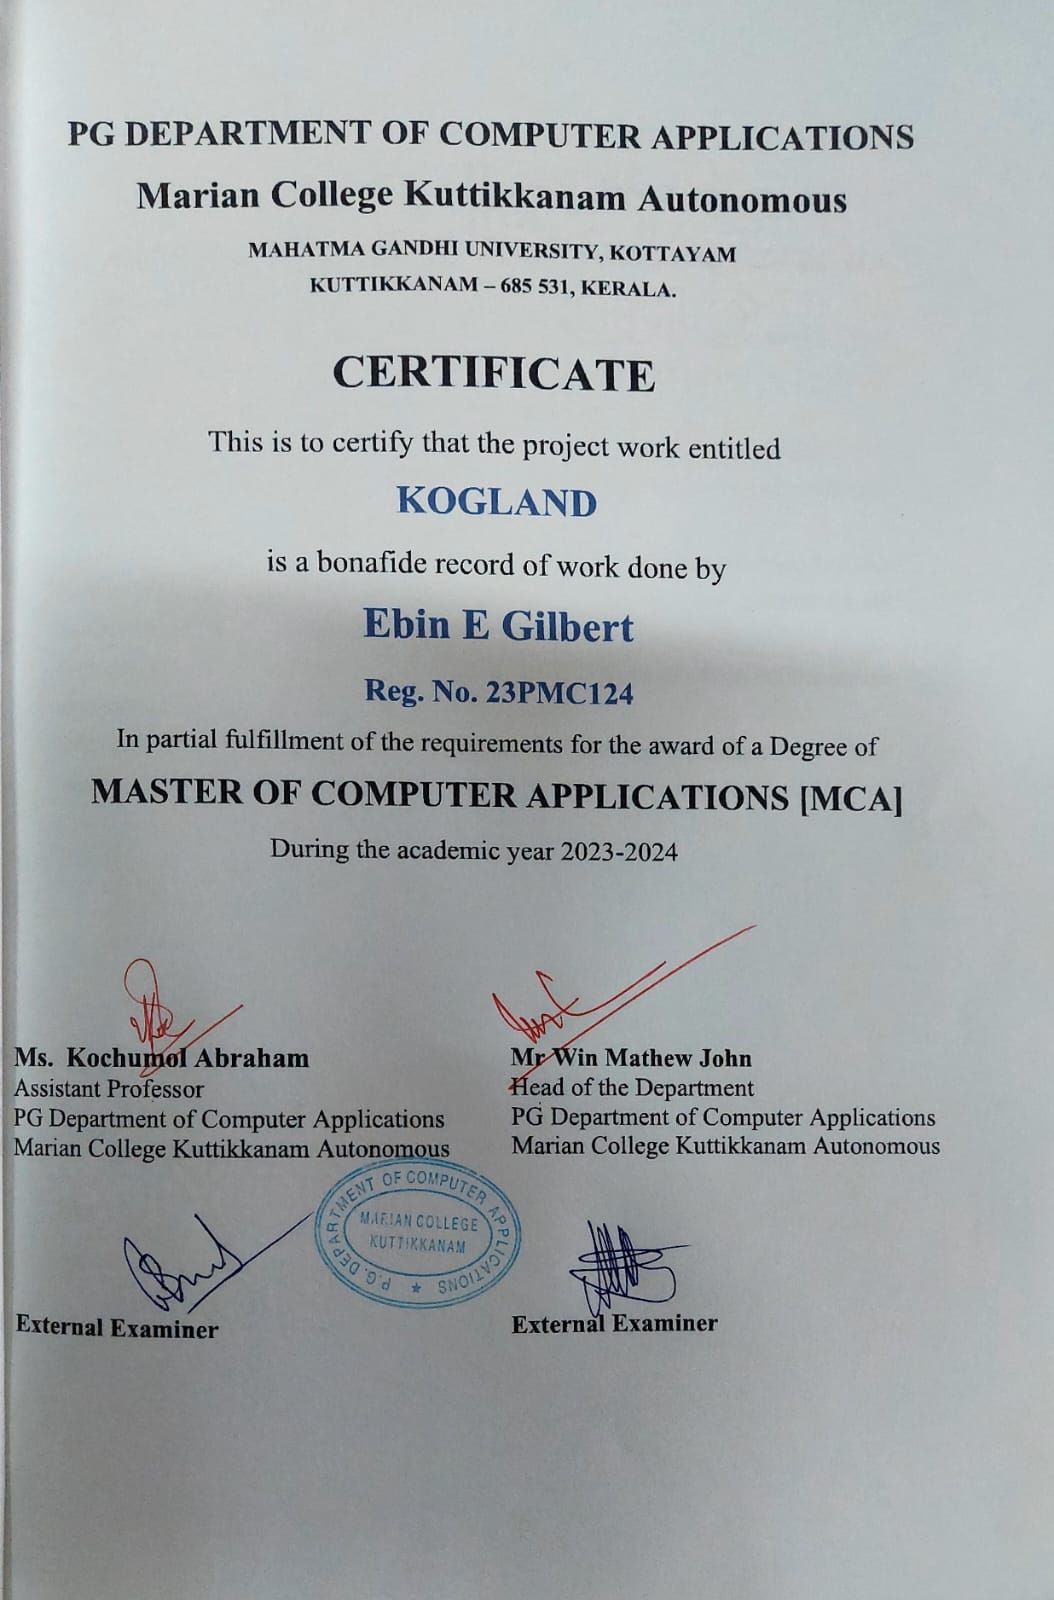 PG DEPARTMENT OF COMPUTER APPLICATIONS
Marian College Kuttikkanam Autonomous
MAHATMA GANDHI UNIVERSITY, KOTTAYAM
KUTTIKKANAM – 685 531, KERALA.
CERTIFICATE
This is to certify that the project work entitled
KOGLAND
is a bonafide record of work done by
Ebin E Gilbert
Reg. No. 23PMC124
In partial fulfillment of the requirements for the award of a Degree of
MASTER OF COMPUTER APPLICATIONS [MCA]
During the academic year 2023-2024
Ms. Kochumol Abraham
Assistant Professor
PG Department of Computer Applications
Marian College Kuttikkanam Autonomous
Mr Win Mathew John
Head of the Department
PG Department of Computer Applications
Marian College Kuttikkanam Autonomous
P.G. DEPARTMENT OF COMPUTER APPLICATIONS
MARIAN COLLEGE
KUTTIKKANAM
External Examiner
External Examiner